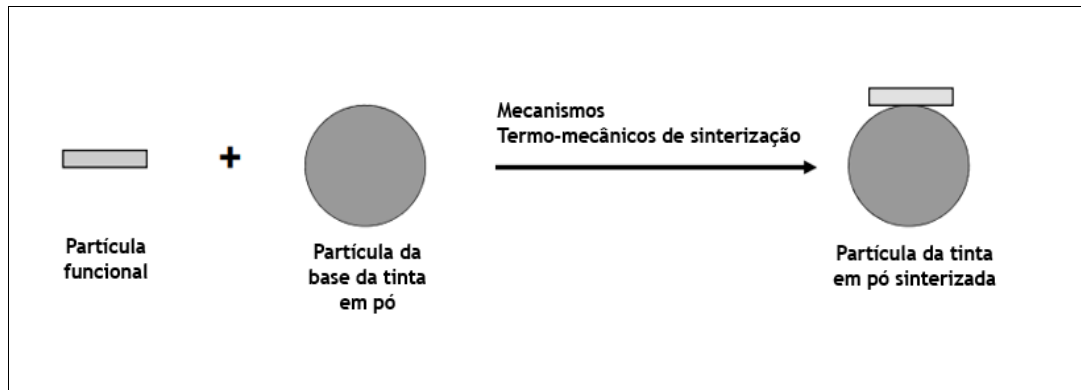 Mecanismos
Termo-mecânicos de sinterização
+
Partícula
funcional
Partícula da
base da tinta
em pó
Partícula da tinta
em pó sinterizada